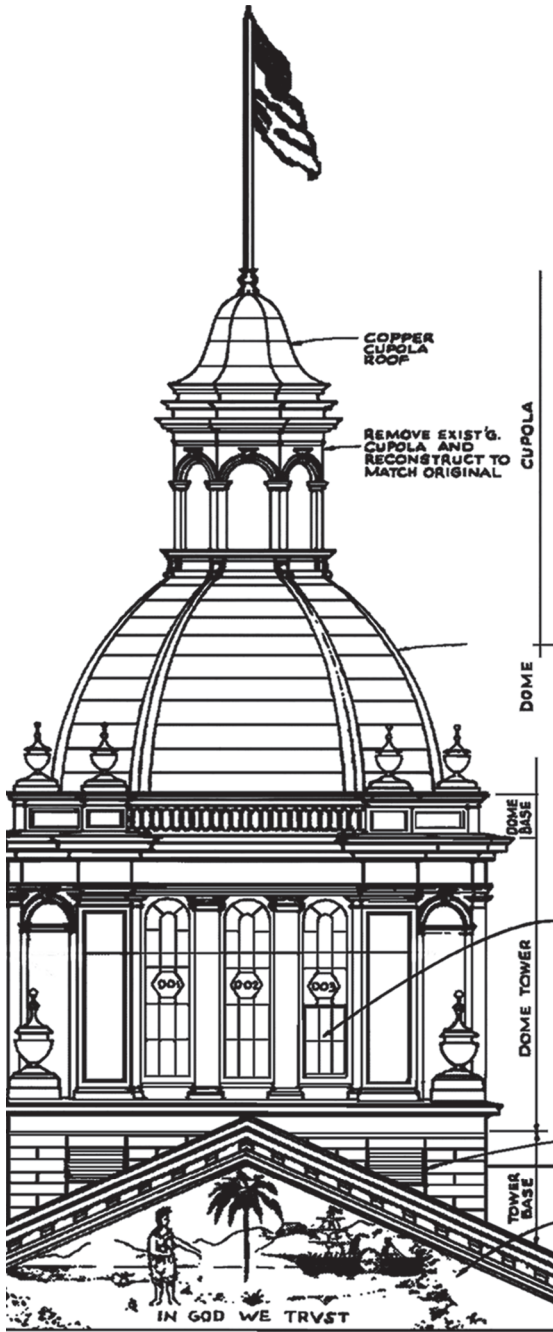 COPPER
CUPOLA
ROOF
REMOVE EXIST'G.
CUPOLA AND
RECONSTRUCT TO
MATCH ORIGINAL
CUPOLA
DOME
DOME
BASE
001
002
003
DOME TOWER
TOWER
BASE
IN GOD WE TRVST